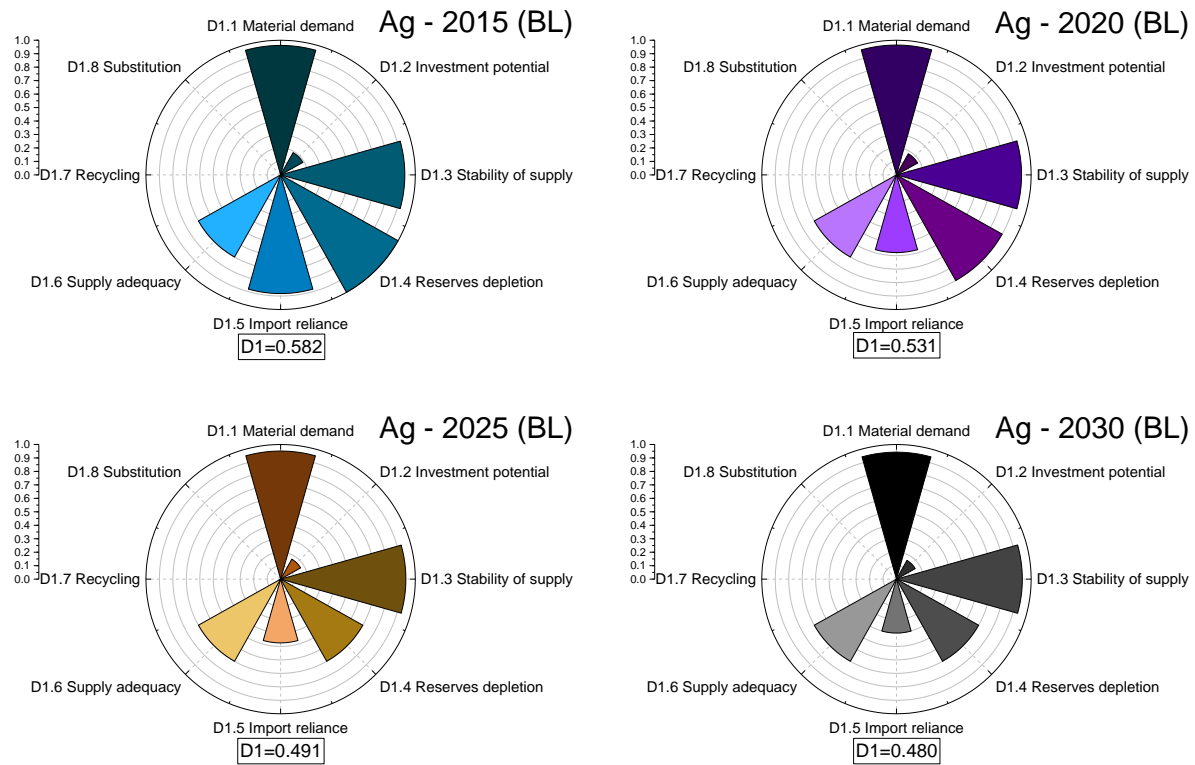 Ag - 2015 (BL)
D1.1 Material demand
D1.2 Investment potential
D1.3 Stability of supply
D1.4 Reserves depletion
D1.5 Import reliance
D1.6 Supply adequacy
D1.7 Recycling
D1.8 Substitution
1.0
0.9
0.8
0.7
0.6
0.5
0.4
0.3
0.2
0.1
0.0
D1=0.582
Ag - 2020 (BL)
D1.1 Material demand
D1.2 Investment potential
D1.3 Stability of supply
D1.4 Reserves depletion
D1.5 Import reliance
D1.6 Supply adequacy
D1.7 Recycling
D1.8 Substitution
1.0
0.9
0.8
0.7
0.6
0.5
0.4
0.3
0.2
0.1
0.0
D1=0.531
Ag - 2025 (BL)
D1.1 Material demand
D1.2 Investment potential
D1.3 Stability of supply
D1.4 Reserves depletion
D1.5 Import reliance
D1.6 Supply adequacy
D1.7 Recycling
D1.8 Substitution
1.0
0.9
0.8
0.7
0.6
0.5
0.4
0.3
0.2
0.1
0.0
D1=0.491
Ag - 2030 (BL)
D1.1 Material demand
D1.2 Investment potential
D1.3 Stability of supply
D1.4 Reserves depletion
D1.5 Import reliance
D1.6 Supply adequacy
D1.7 Recycling
D1.8 Substitution
1.0
0.9
0.8
0.7
0.6
0.5
0.4
0.3
0.2
0.1
0.0
D1=0.480